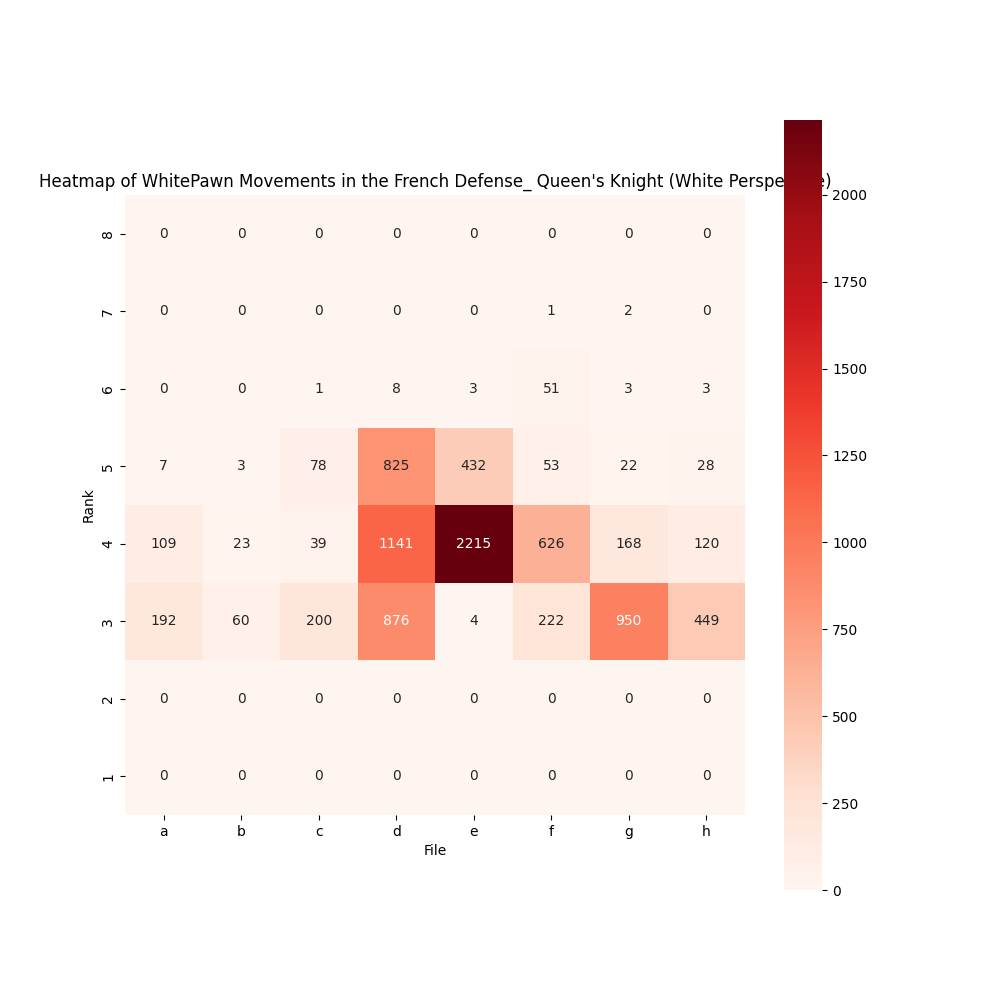 Heatmap of WhitePawn Movements in the French Defense_ Queen's Knight (White Perspective)
8 0 0 0 0 0 0 0 0
7 0 0 0 0 0 1 2 0
6 0 0 1 8 3 51 3 3
5 7 3 78 825 432 53 22 28
4 109 23 39 1141 2215 626 168 120
3 192 60 200 876 4 222 950 449
2 0 0 0 0 0 0 0 0
1 0 0 0 0 0 0 0 0
a b c d e f g h
File
Rank
2000
1750
1500
1250
1000
750
500
250
0